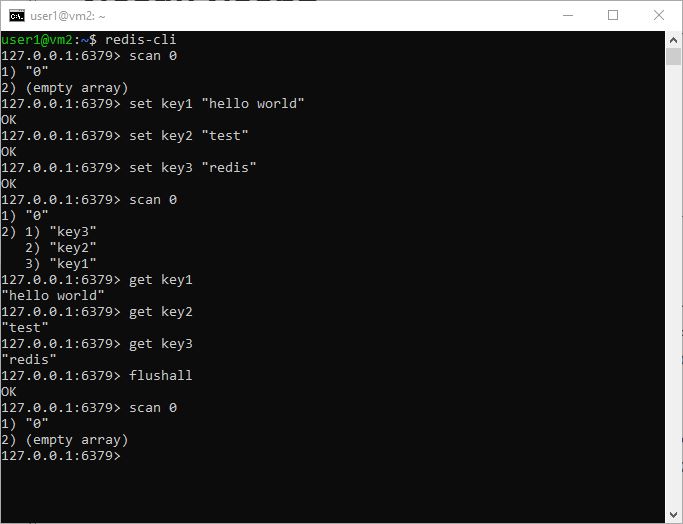 user1@vm2: ~
user1@vm2:~$ redis-cli
127.0.0.1:6379> scan 0
1) "0"
2) (empty array)
127.0.0.1:6379> set key1 "hello world"
OK
127.0.0.1:6379> set key2 "test"
OK
127.0.0.1:6379> set key3 "redis"
OK
127.0.0.1:6379> scan 0
1) "0"
2) 1) "key3"
   2) "key2"
   3) "key1"
127.0.0.1:6379> get key1
"hello world"
127.0.0.1:6379> get key2
"test"
127.0.0.1:6379> get key3
"redis"
127.0.0.1:6379> flushall
OK
127.0.0.1:6379> scan 0
1) "0"
2) (empty array)
127.0.0.1:6379>